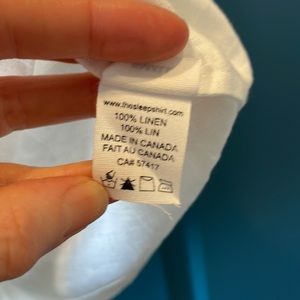 www.thesleepshirt.com
100% LINEN
100% LIN
MADE IN CANADA
FAIT AU CANADA
CA# 57417